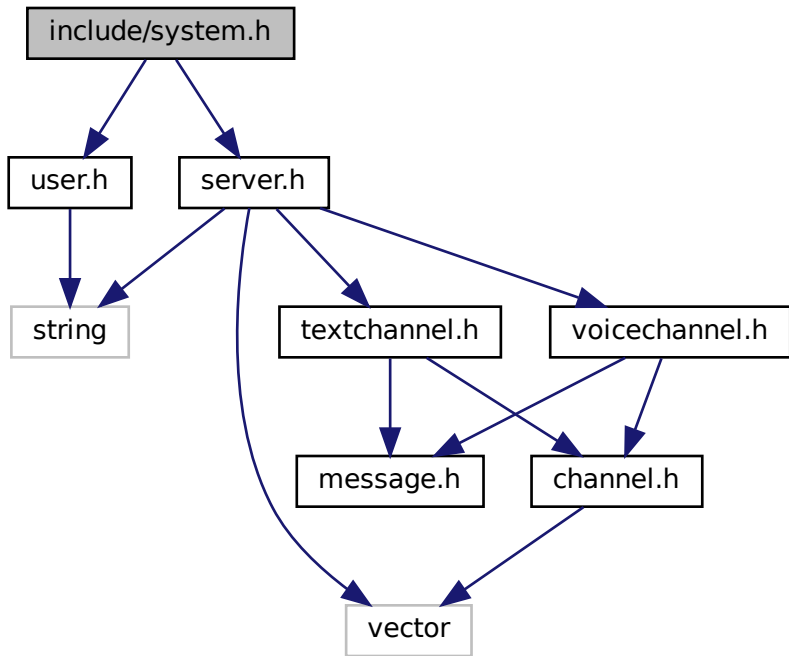 include/system.h
user.h
server.h
string
textchannel.h
voicechannel.h
message.h
channel.h
vector